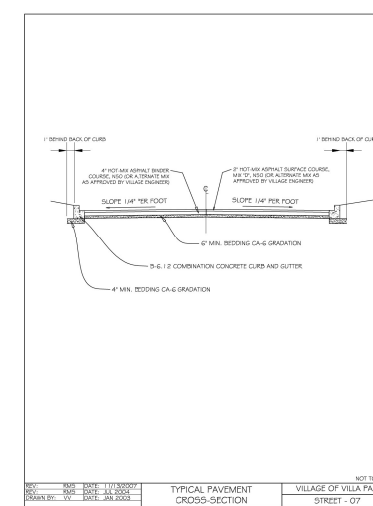 1' BEHIND BACK OF CURB
1' BEHIND BACK OF CUR
4" HOT-MIX ASPHALT BINDER
COURSE, N50 (OR ALTERNATE MIX
AS APPROVED BY VILLAGE ENGINEER)
2" HOT-MIX ASPHALT SURFACE COURSE,
MIX "D", N50 (OR ALTERNATE MIX AS
APPROVED BY VILLAGE ENGINEER)
SLOPE 1/4" PER FOOT
SLOPE 1/4" PER FOOT
6" MIN. BEDDING CA-6 GRADATION
B-6.12 COMBINATION CONCRETE CURB AND GUTTER
4" MIN. BEDDING CA-6 GRADATION
NOT T
REV.: RMS DATE: 11/13/2007
REV.: RMS DATE: JUL 2004
DRAWN BY: VV DATE: JAN 2003
TYPICAL PAVEMENT
CROSS-SECTION
VILLAGE OF VILLA PA
STREET - 07